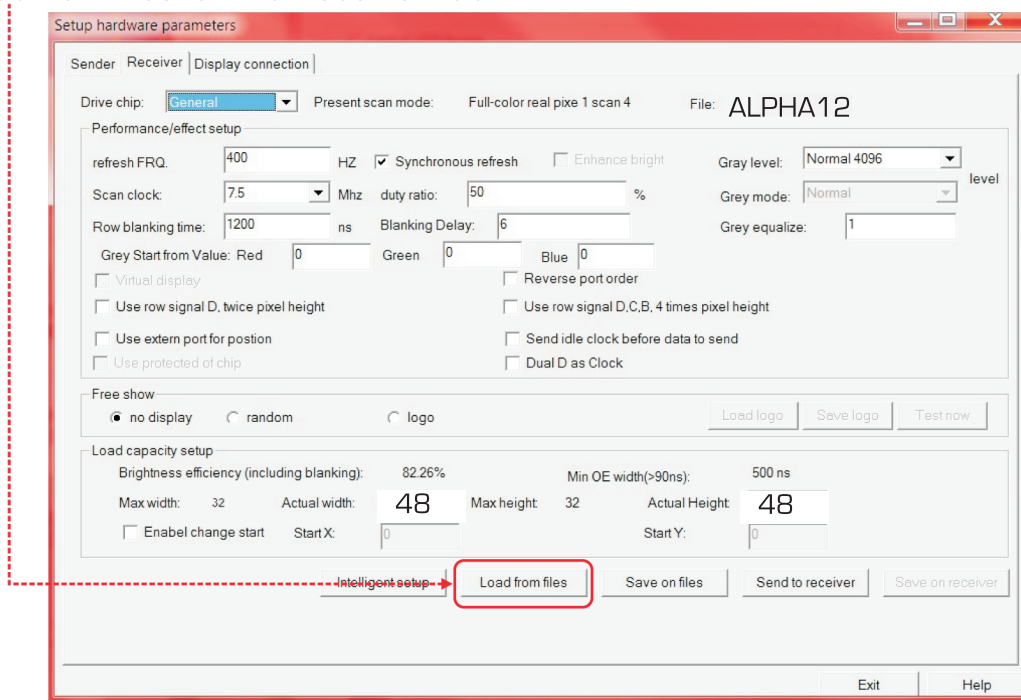 Setup hardware parameters
Sender Receiver Display connection
Drive chip: General Present scan mode: Full-color real pixe 1 scan 4 File: ALPHA12
Performance/effect setup
refresh FRQ. 400 HZ Synchronous refresh Enhance bright Gray level: Normal 4096 level
Scan clock: 7.5 Mhz duty ratio: 50 % Grey mode: Normal
Row blanking time: 1200 ns Blanking Delay: 6 Grey equalize: 1
Grey Start from Value: Red 0 Green 0 Blue 0
Virtual display Reverse port order
Use row signal D, twice pixel height Use row signal D,C,B, 4 times pixel height
Use extern port for postion Send idle clock before data to send
Use protected of chip Dual D as Clock
Free show
no display random logo Load logo Save logo Test now
Load capacity setup
Brightness efficiency (including blanking): 82.26% Min OE width(>90ns): 500 ns
Max width: 32 Actual width: 48 Max height: 32 Actual Height: 48
Enabel change start Start X: 0 Start Y: 0
Intelligent setup Load from files Save on files Send to receiver Save on receiver
Exit Help